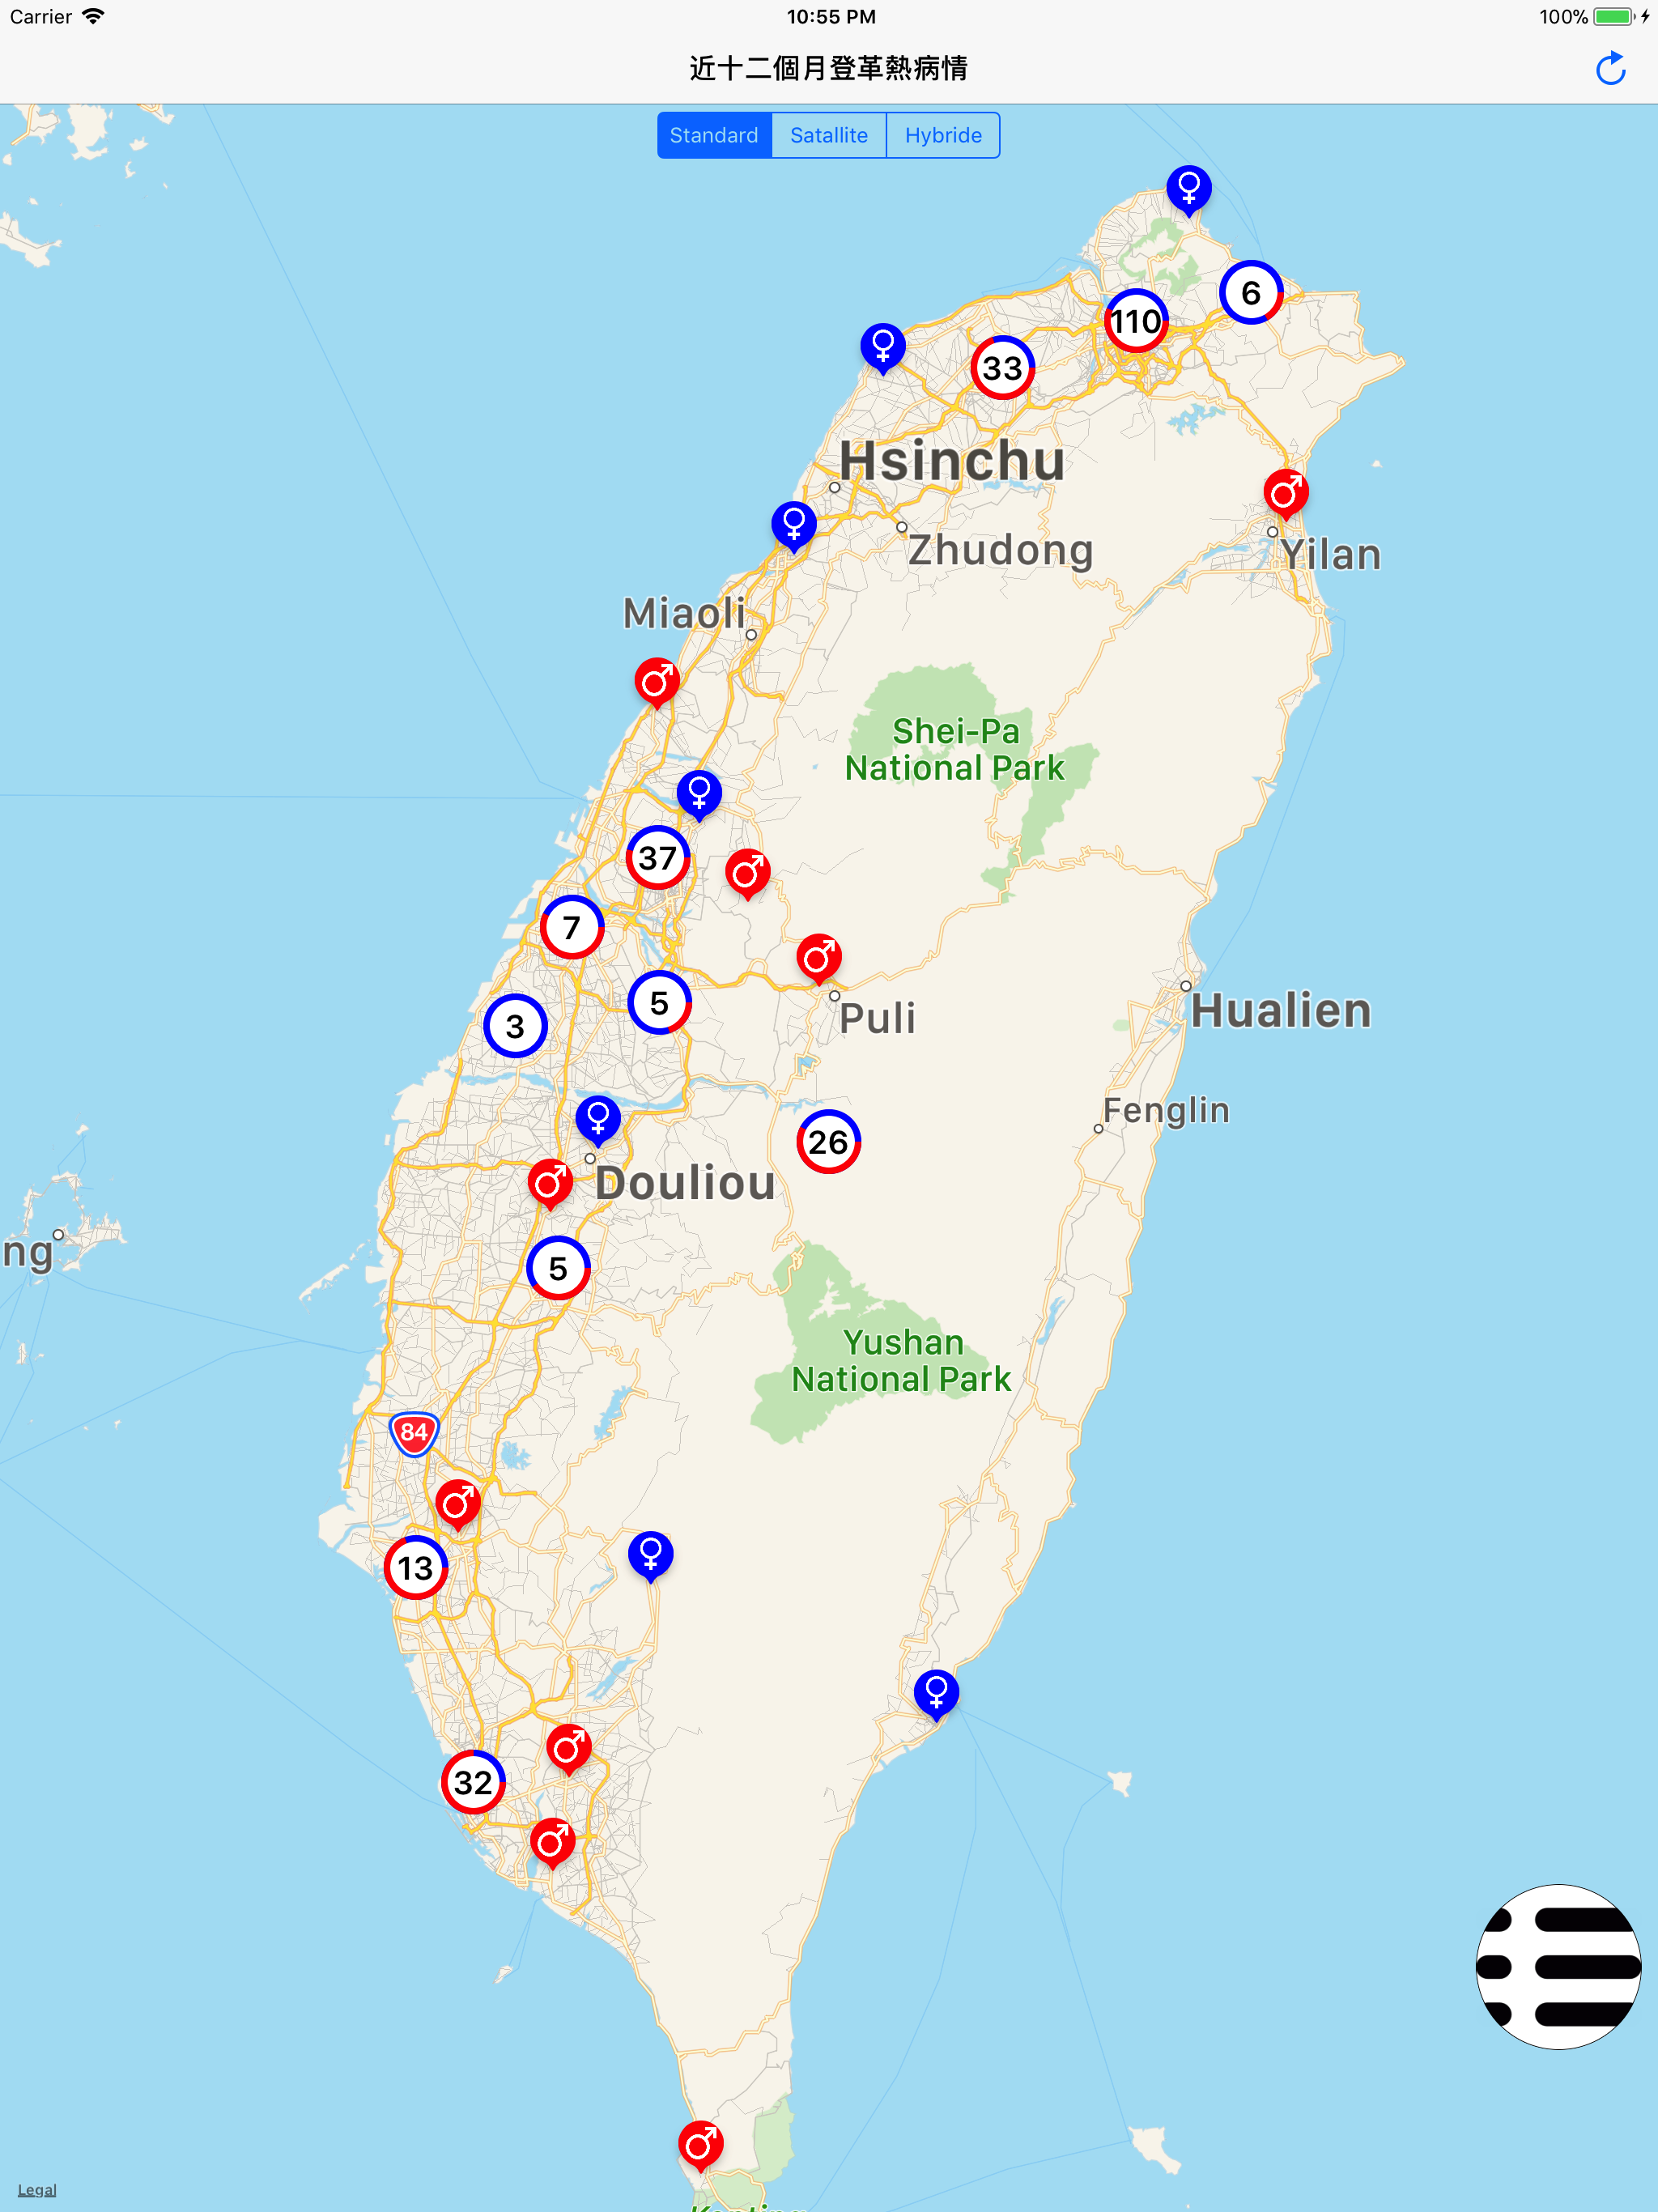 Carrier 10:55 PM 100%
近十二個月登革熱病情
Standard Satallite Hybride
6
110
33
Hsinchu
Zhudong
Yilan
Miaoli
Shei-Pa
National Park
37
7
5
3
Puli
Hualien
Fenglin
26
Douliou
ng
5
Yushan
National Park
84
13
32
Legal